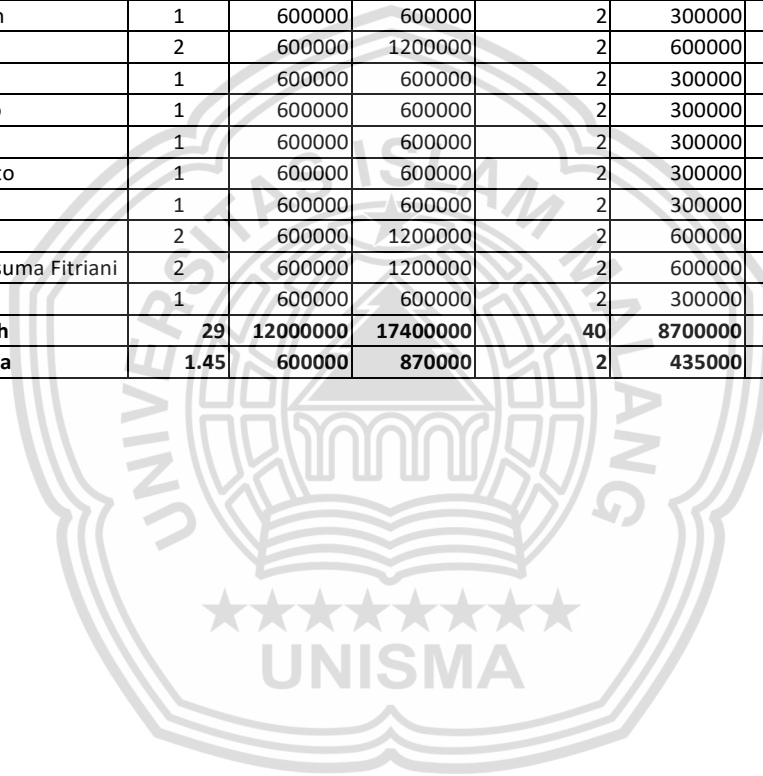 n 1 600000 600000 2 300000
2 600000 1200000 2 600000
1 600000 600000 2 300000
o 1 600000 600000 2 300000
1 600000 600000 2 300000
to 1 600000 600000 2 300000
1 600000 600000 2 300000
2 600000 1200000 2 600000
suma Fitriani 2 600000 1200000 2 600000
1 600000 600000 2 300000
h 29 12000000 17400000 40 8700000
a 1.45 600000 870000 2 435000
UNIVERSITAS ISLAM MALANG
UNISMA